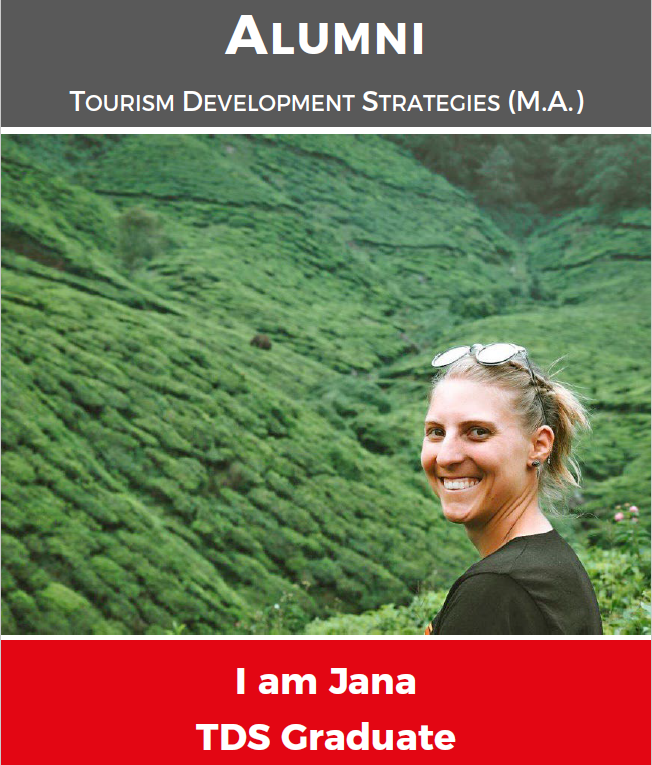 ALUMNI
TOURISM DEVELOPMENT STRATEGIES (M.A.)
I am Jana
TDS Graduate